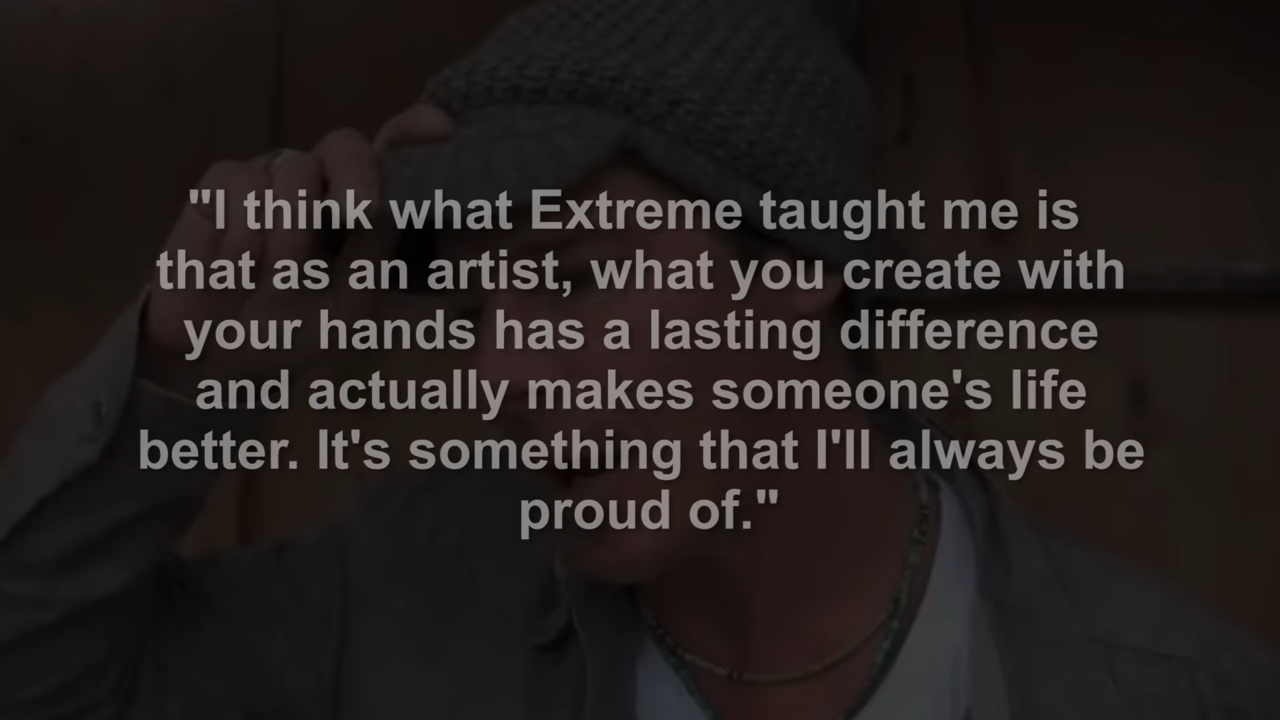 "I think what Extreme taught me is
that as an artist, what you create with
your hands has a lasting difference
and actually makes someone's life
better. It's something that I'll always be
proud of."